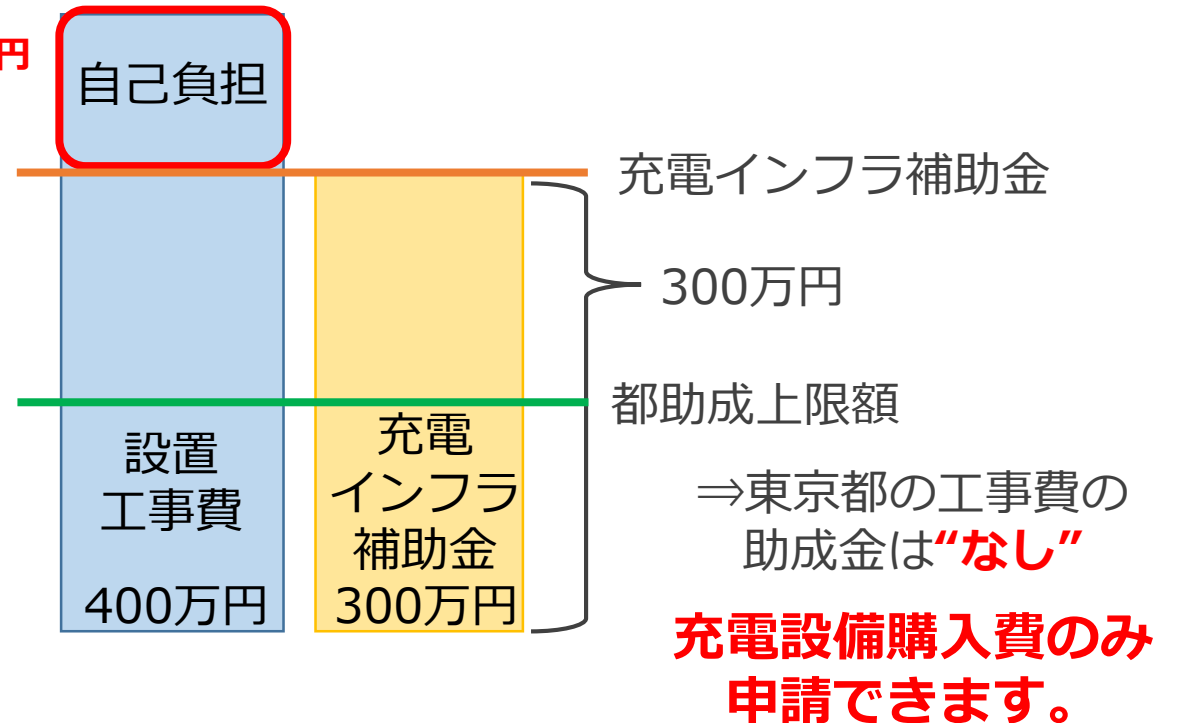 円
自己負担
充電インフラ補助金
300万円
都助成上限額
設置
工事費
400万円
充電
インフラ
補助金
300万円
⇒東京都の工事費の
助成金は“なし”
充電設備購入費のみ
申請できます。